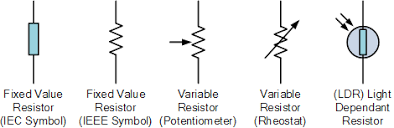 Fixed Value
Resistor
(IEC Symbol)
Fixed Value
Resistor
(IEEE Symbol)
Variable
Resistor
(Potentiometer)
Variable
Resistor
(Rheostat)
(LDR) Light
Dependant
Resistor